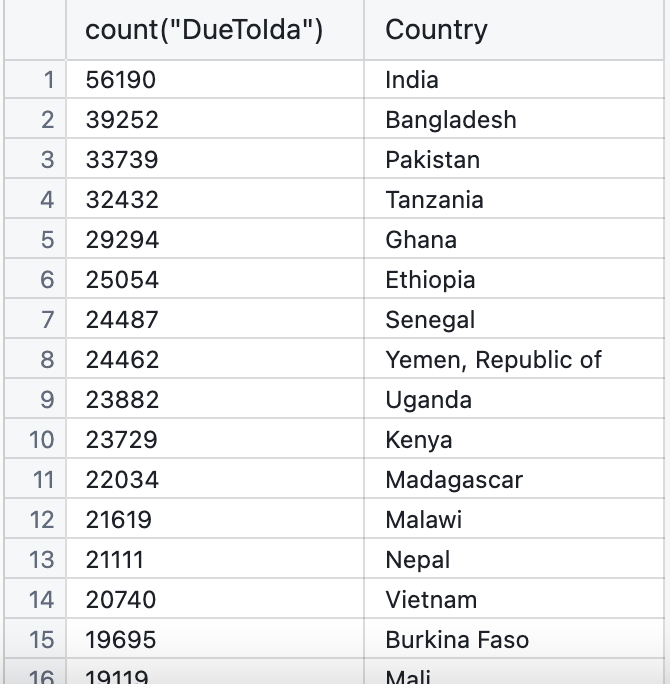 count("DueToIda") Country
1 56190 India
2 39252 Bangladesh
3 33739 Pakistan
4 32432 Tanzania
5 29294 Ghana
6 25054 Ethiopia
7 24487 Senegal
8 24462 Yemen, Republic of
9 23882 Uganda
10 23729 Kenya
11 22034 Madagascar
12 21619 Malawi
13 21111 Nepal
14 20740 Vietnam
15 19695 Burkina Faso
16 19119 Mali